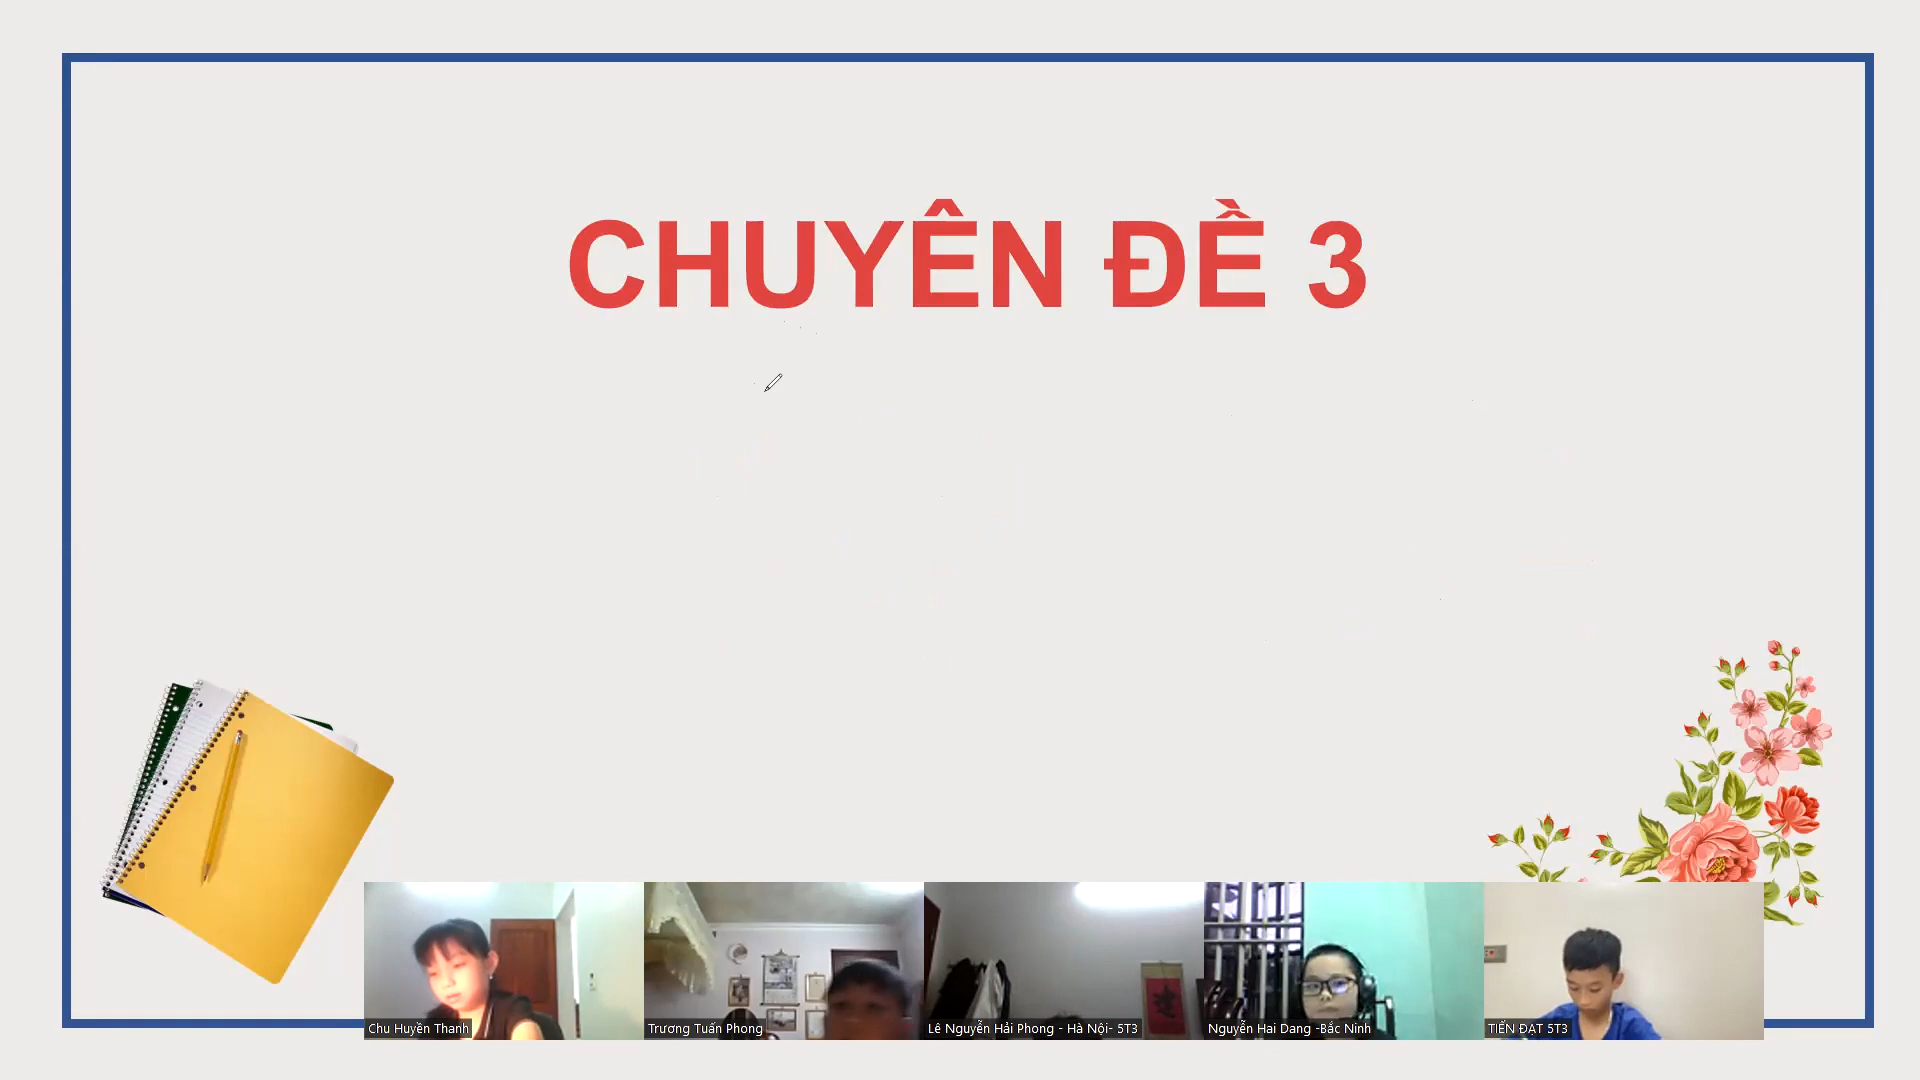 CHUYÊN ĐỀ 3
Chu Huyền Thanh
Trương Tuấn Phong
Lê Nguyễn Hải Phong - Hà Nội- 5T3
Nguyễn Hai Dang -Bắc Ninh
TIẾN ĐẠT 5T3